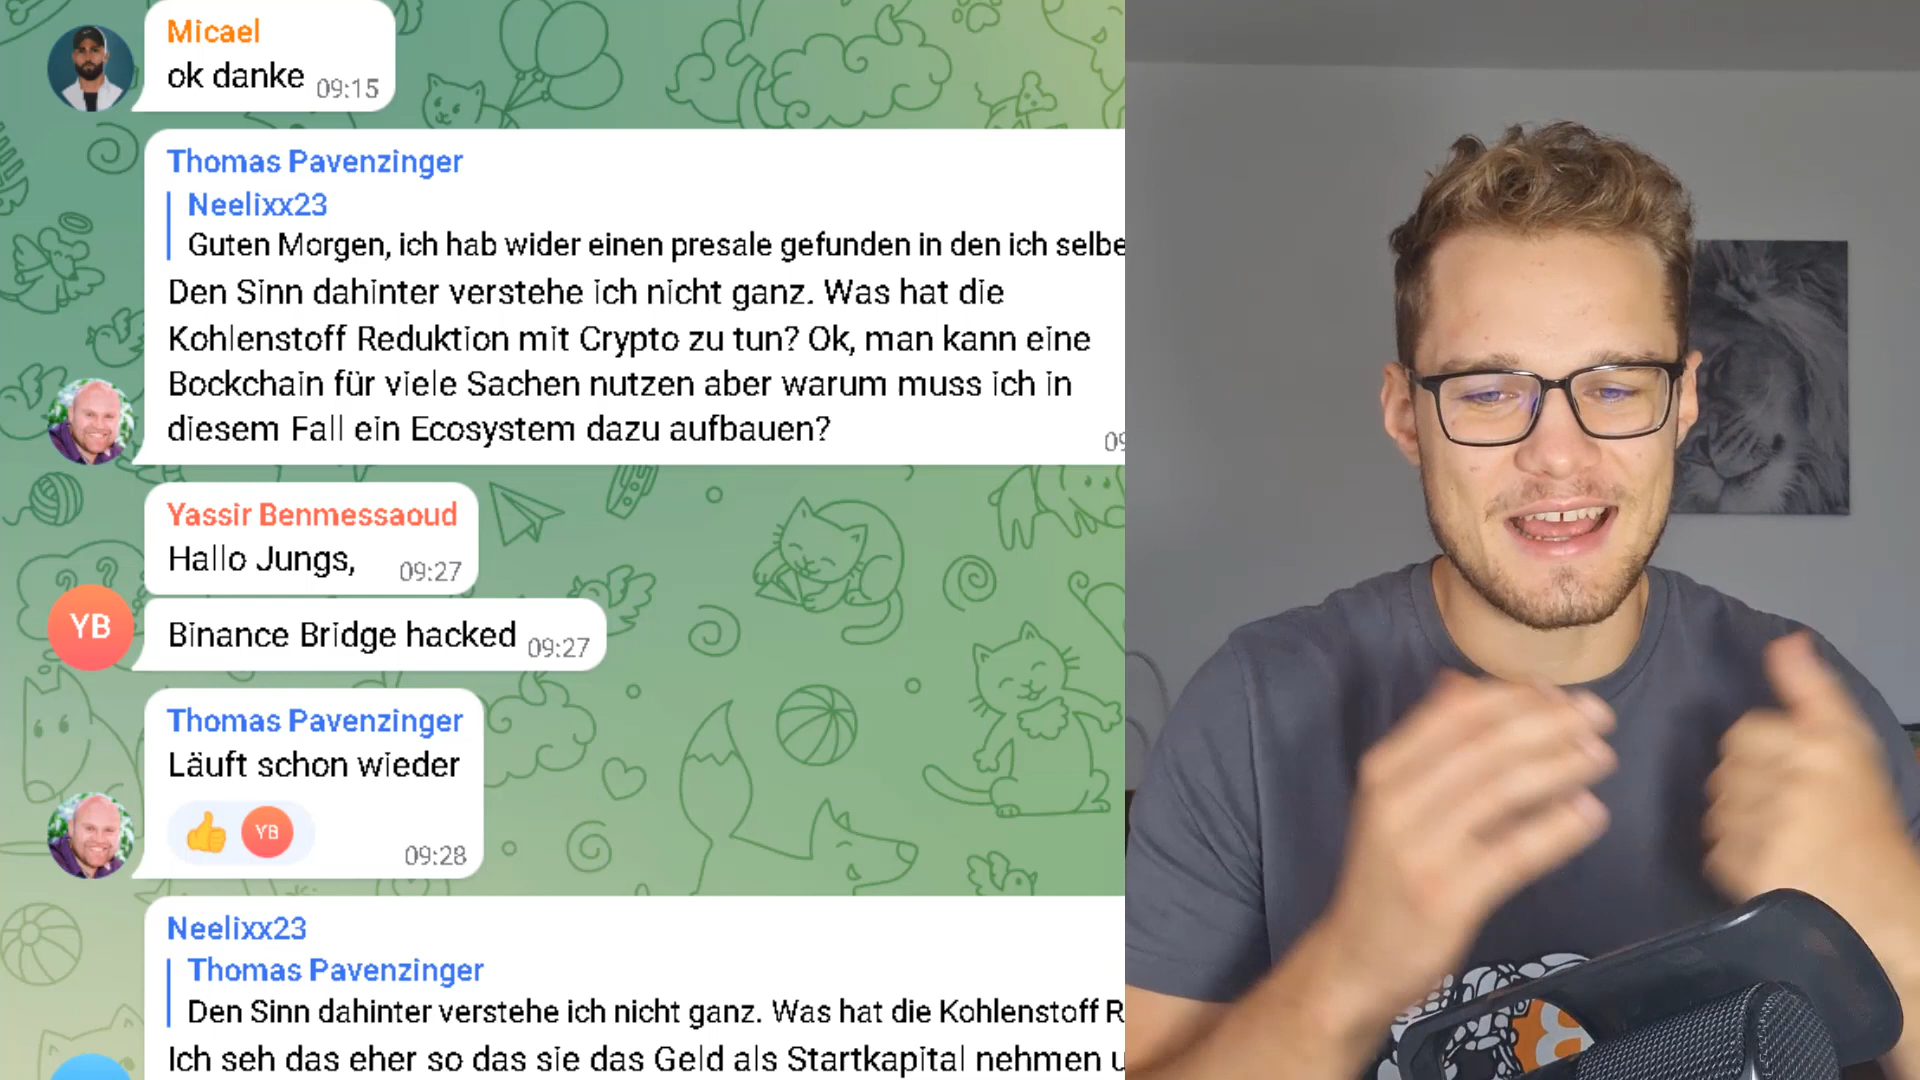 Micael
ok danke 09:15
Thomas Pavenzinger
Neelixx23
Guten Morgen, ich hab wider einen presale gefunden in den ich selbe
Den Sinn dahinter verstehe ich nicht ganz. Was hat die
Kohlenstoff Reduktion mit Crypto zu tun? Ok, man kann eine
Bockchain für viele Sachen nutzen aber warum muss ich in
diesem Fall ein Ecosystem dazu aufbauen?
Yassir Benmessaoud
Hallo Jungs, 09:27
YB
Binance Bridge hacked 09:27
Thomas Pavenzinger
Läuft schon wieder
YB
09:28
Neelixx23
Thomas Pavenzinger
Den Sinn dahinter verstehe ich nicht ganz. Was hat die Kohlenstoff R
Ich seh das eher so das sie das Geld als Startkapital nehmen u